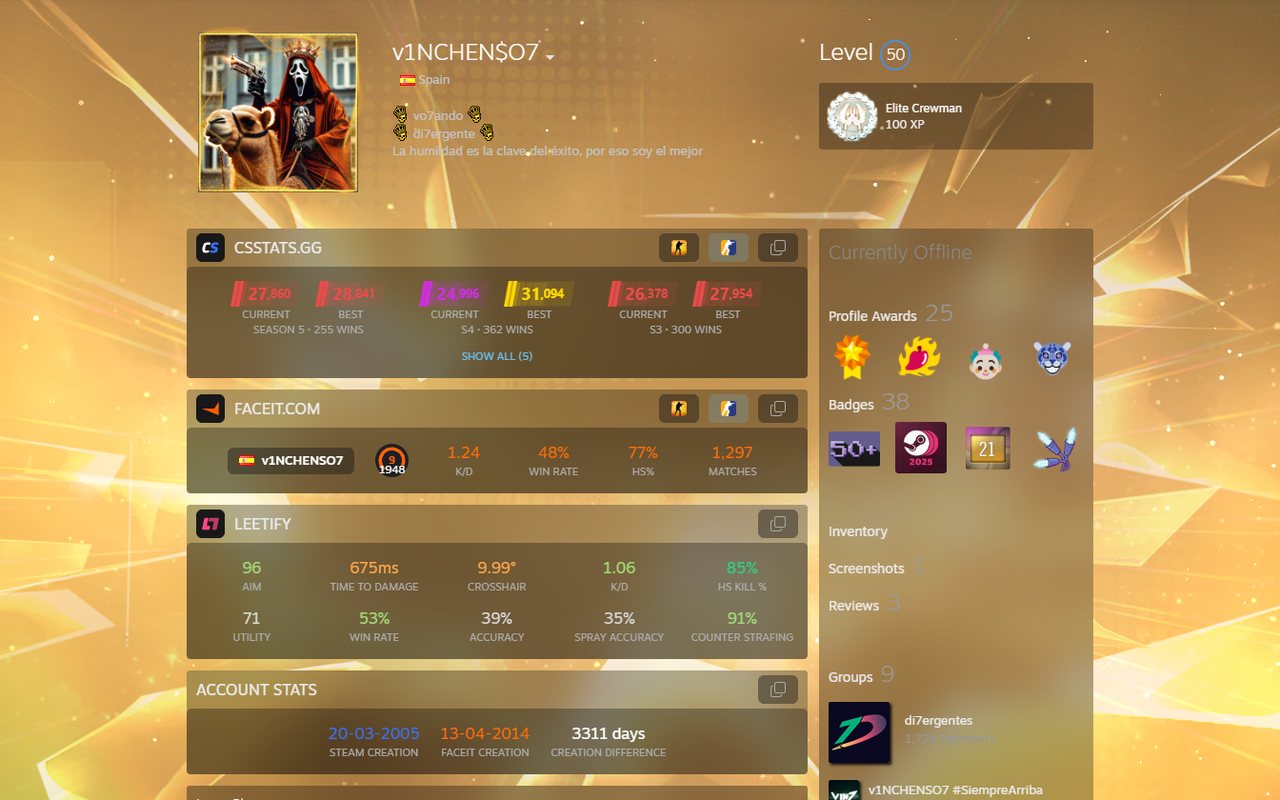 v1NCHEN$O7
Spain
vo7ando
di7ergente
La humildad es la clave del éxito, por eso soy el mejor
Level 50
Elite Crewman
100 XP
CS CSSTATS.GG
27,860 28,841 24,996 31,094 26,378 27,954
CURRENT BEST CURRENT BEST CURRENT BEST
SEASON 5 • 255 WINS S4 • 362 WINS S3 • 300 WINS
SHOW ALL (5)
FACEIT.COM
v1NCHENSO7 9 1948 1.24 48% 77% 1,297
K/D WIN RATE HS% MATCHES
LEETIFY
96 675ms 9.99° 1.06 85%
AIM TIME TO DAMAGE CROSSHAIR K/D HS KILL %
71 53% 39% 35% 91%
UTILITY WIN RATE ACCURACY SPRAY ACCURACY COUNTER STRAFING
ACCOUNT STATS
20-03-2005 13-04-2014 3311 days
STEAM CREATION FACEIT CREATION CREATION DIFFERENCE
Currently Offline
Profile Awards 25
Badges 38
50+ 2025 21
Inventory
Screenshots 1
Reviews 3
Groups 9
7D
di7ergentes
v1NCHENSO7 #SiempreArriba